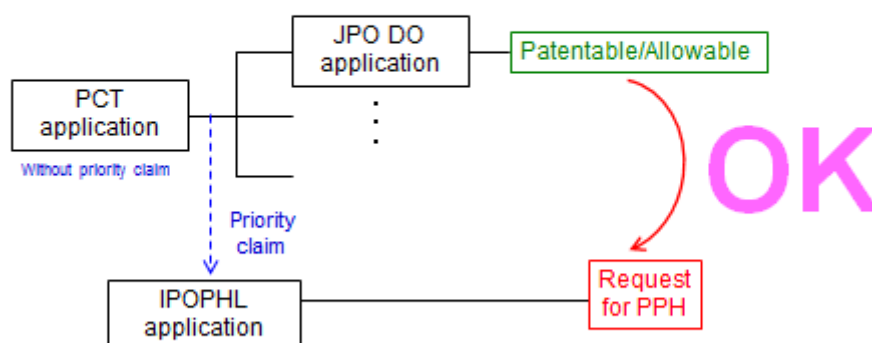 JPO DO
application
Patentable/Allowable
PCT
application
Without priority claim
OK
Priority
claim
IPOPHL
application
Request
for PPH